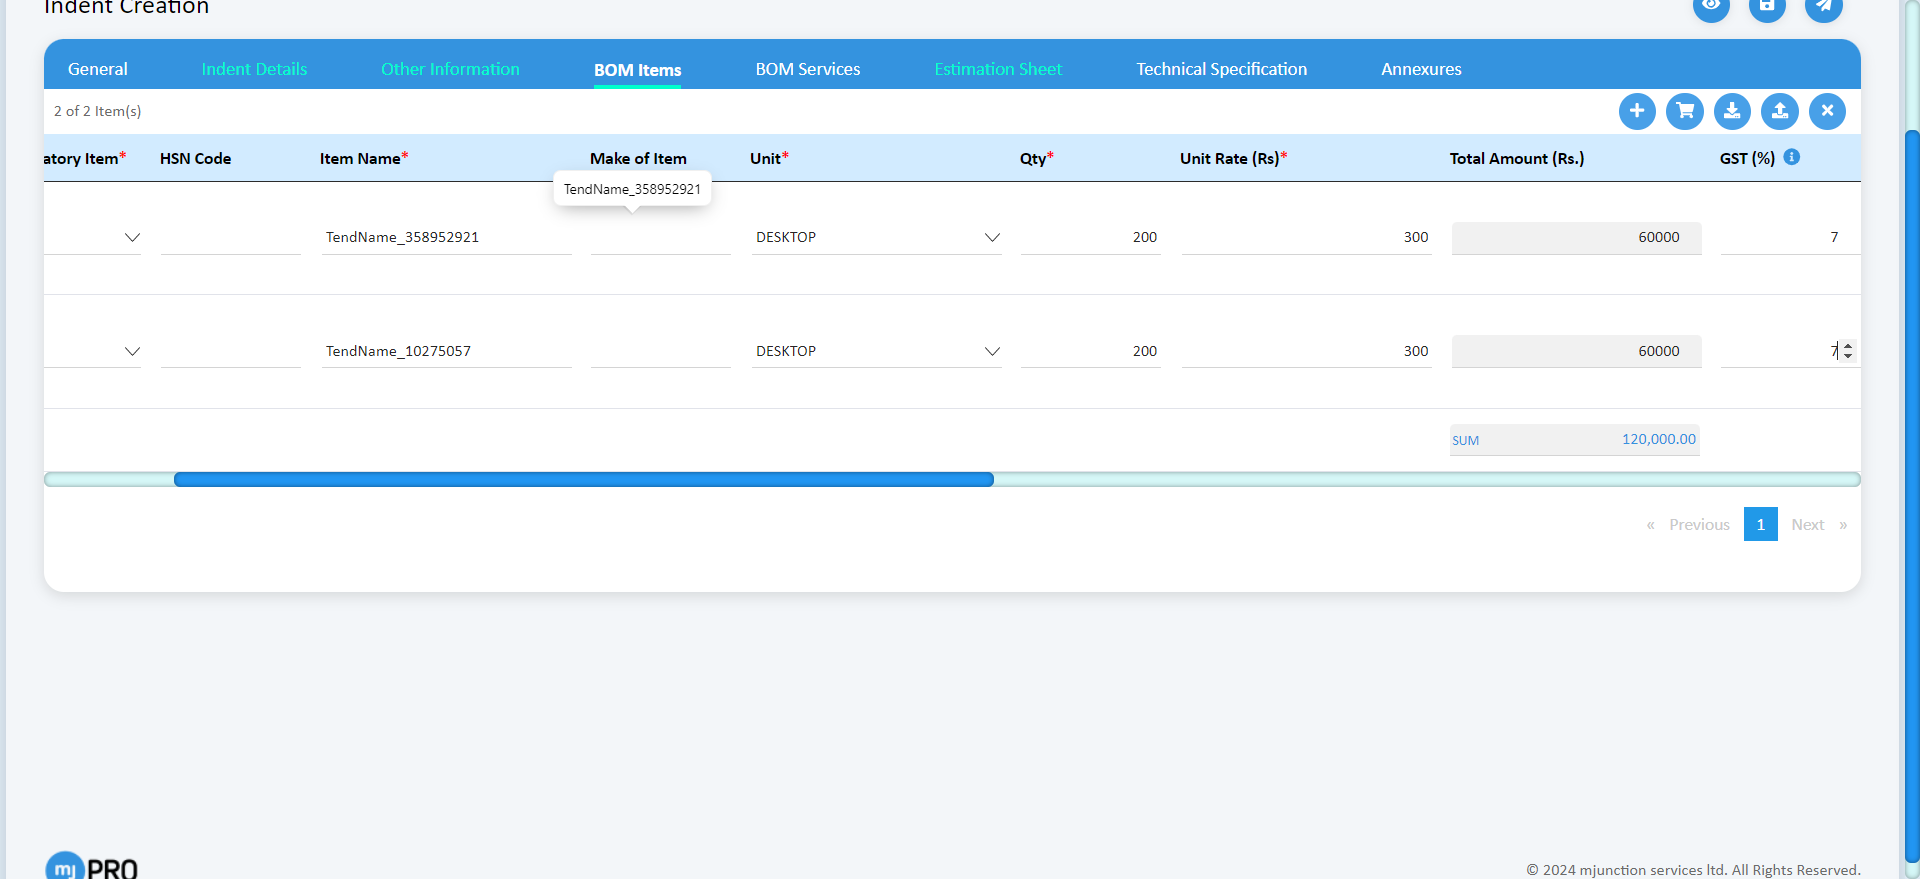 Indent Creation
General Indent Details Other Information BOM Items BOM Services Estimation Sheet Technical Specification Annexures
2 of 2 Item(s)
atory Item* HSN Code Item Name* Make of Item Unit* Qty* Unit Rate (Rs)* Total Amount (Rs.) GST (%)
TendName_358952921
TendName_358952921 DESKTOP 200 300 60000 7
TendName_10275057 DESKTOP 200 300 60000 7
SUM 120,000.00
« Previous 1 Next »
mj PRO
© 2024 mjunction services ltd. All Rights Reserved.